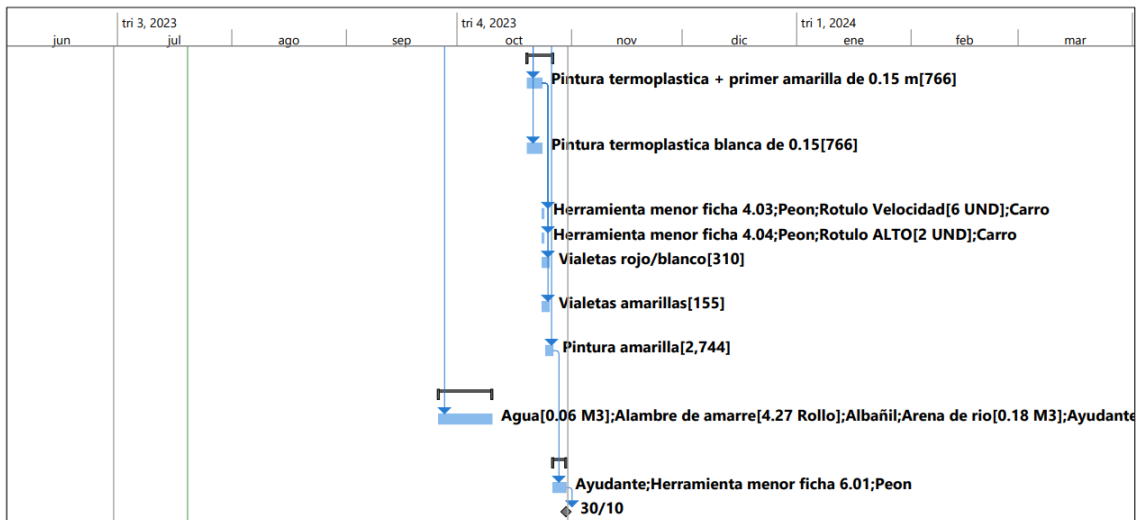 tri 3, 2023 tri 4, 2023 tri 1, 2024
jun jul ago sep oct nov dic ene feb mar
Pintura termoplastica + primer amarilla de 0.15 m[766]
Pintura termoplastica blanca de 0.15[766]
Herramienta menor ficha 4.03;Peon;Rotulo Velocidad[6 UND];Carro
Herramienta menor ficha 4.04;Peon;Rotulo ALTO[2 UND];Carro
Vialetas rojo/blanco[310]
Vialetas amarillas[155]
Pintura amarilla[2,744]
Agua[0.06 M3];Alambre de amarre[4.27 Rollo];Albañil;Arena de rio[0.18 M3];Ayudante
Ayudante;Herramienta menor ficha 6.01;Peon
30/10